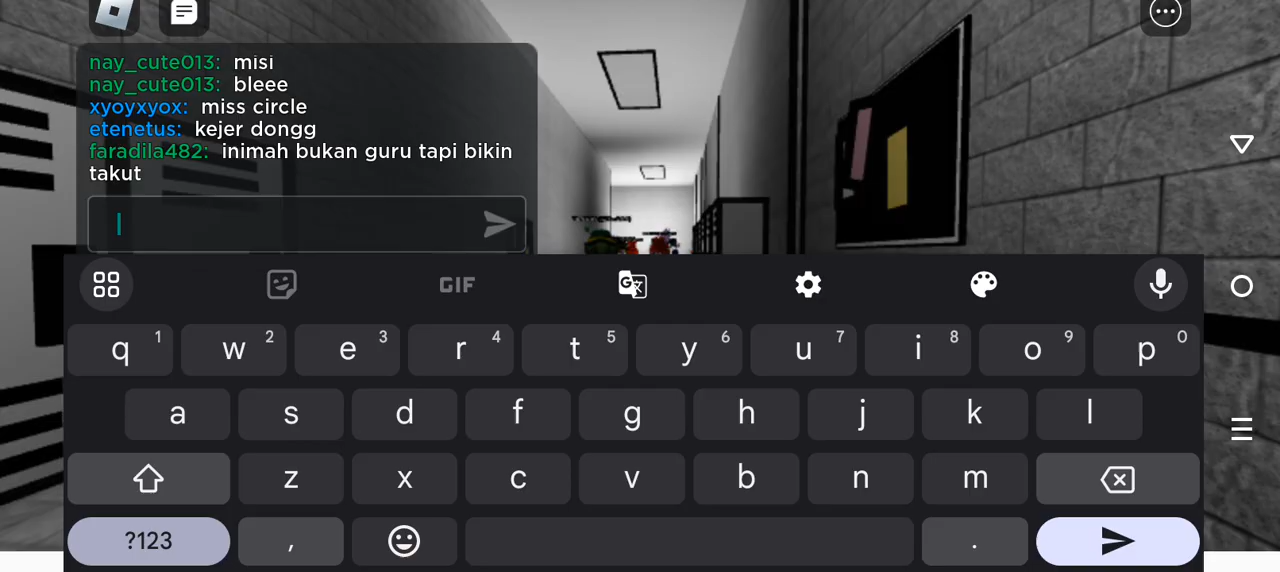 nay_cute013: misi
nay_cute013: bleee
xyoyxyox: miss circle
etenetus: kejer dongg
faradila482: inimah bukan guru tapi bikin
takut
GIF
q 1 w 2 e 3 r 4 t 5 y 6 u 7 i 8 o 9 p 0
a s d f g h j k l
z x c v b n m
?123 , .